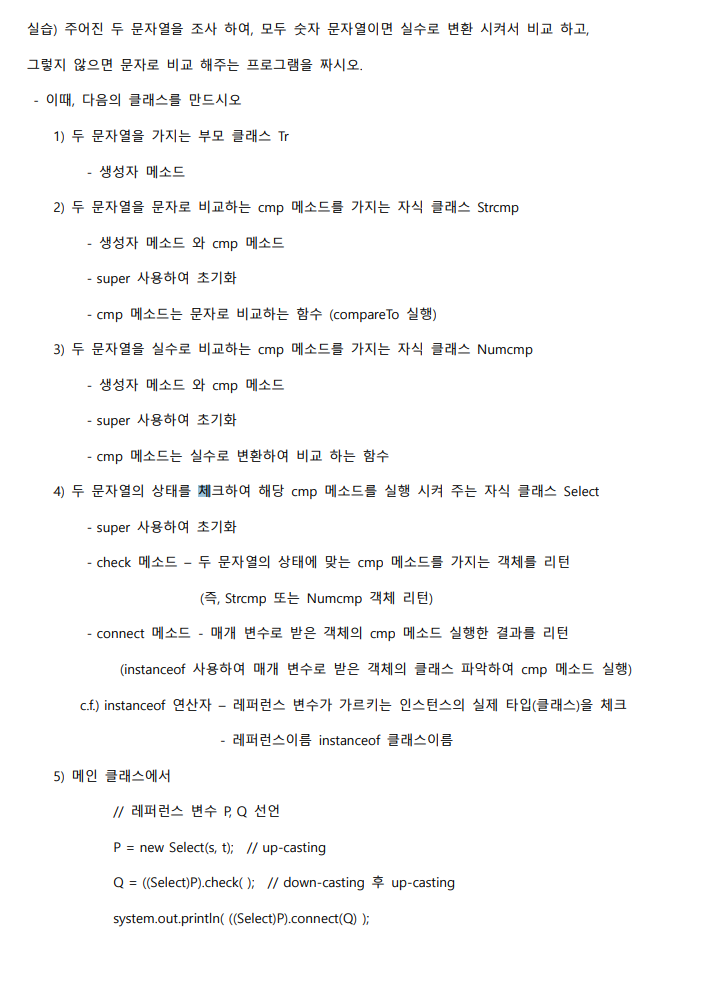 실습) 주어진 두 문자열을 조사 하여, 모두 숫자 문자열이면 실수로 변환 시켜서 비교 하고,
그렇지 않으면 문자로 비교 해주는 프로그램을 짜시오.
- 이때, 다음의 클래스를 만드시오
1) 두 문자열을 가지는 부모 클래스 Tr
- 생성자 메소드
2) 두 문자열을 문자로 비교하는 cmp 메소드를 가지는 자식 클래스 Strcmp
- 생성자 메소드 와 cmp 메소드
- super 사용하여 초기화
- cmp 메소드는 문자로 비교하는 함수 (compareTo 실행)
3) 두 문자열을 실수로 비교하는 cmp 메소드를 가지는 자식 클래스 Numcmp
- 생성자 메소드 와 cmp 메소드
- super 사용하여 초기화
- cmp 메소드는 실수로 변환하여 비교 하는 함수
4) 두 문자열의 상태를 체크하여 해당 cmp 메소드를 실행 시켜 주는 자식 클래스 Select
- super 사용하여 초기화
- check 메소드 – 두 문자열의 상태에 맞는 cmp 메소드를 가지는 객체를 리턴
(즉, Strcmp 또는 Numcmp 객체 리턴)
- connect 메소드 - 매개 변수로 받은 객체의 cmp 메소드 실행한 결과를 리턴
(instanceof 사용하여 매개 변수로 받은 객체의 클래스 파악하여 cmp 메소드 실행)
c.f.) instanceof 연산자 – 레퍼런스 변수가 가르키는 인스턴스의 실제 타입(클래스)을 체크
- 레퍼런스이름 instanceof 클래스이름
5) 메인 클래스에서
// 레퍼런스 변수 P, Q 선언
P = new Select(s, t); // up-casting
Q = ((Select)P).check( ); // down-casting 후 up-casting
system.out.println( ((Select)P).connect(Q) );